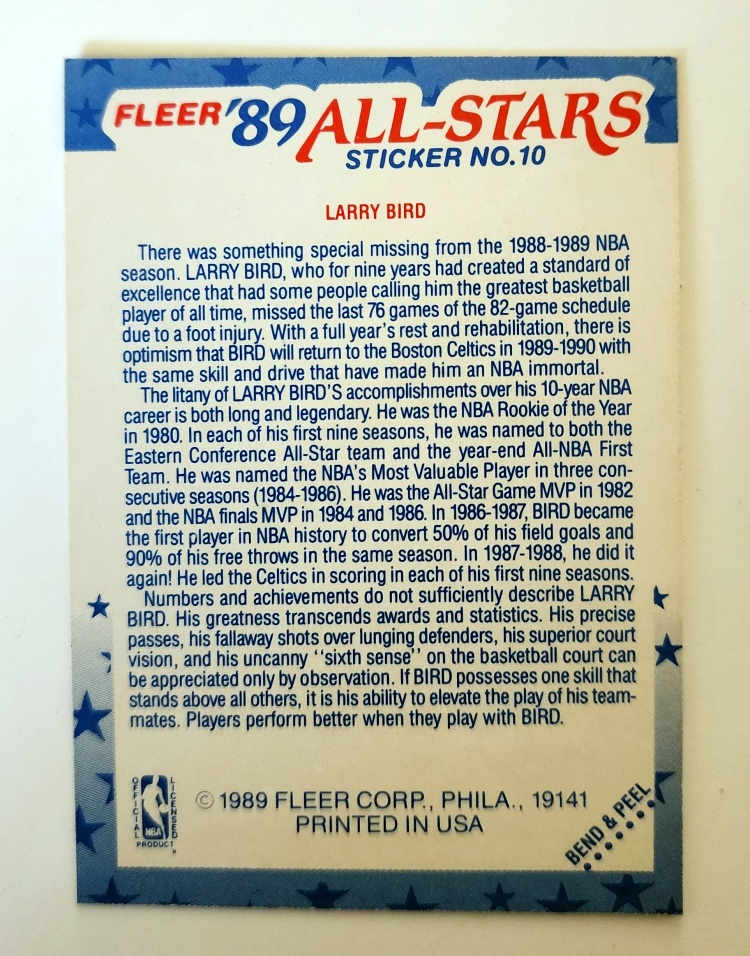 FLEER '89 ALL-STARS
STICKER NO.10
LARRY BIRD
There was something special missing from the 1988-1989 NBA
season. LARRY BIRD, who for nine years had created a standard of
excellence that had some people calling him the greatest basketball
player of all time, missed the last 76 games of the 82-game schedule
due to a foot injury. With a full year's rest and rehabilitation, there is
optimism that BIRD will return to the Boston Celtics in 1989-1990 with
the same skill and drive that have made him an NBA immortal.
The litany of LARRY BIRD'S accomplishments over his 10-year NBA
career is both long and legendary. He was the NBA Rookie of the Year
in 1980. In each of his first nine seasons, he was named to both the
Eastern Conference All-Star team and the year-end All-NBA First
Team. He was named the NBA's Most Valuable Player in three con-
secutive seasons (1984-1986). He was the All-Star Game MVP in 1982
and the NBA finals MVP in 1984 and 1986. In 1986-1987, BIRD became
the first player in NBA history to convert 50% of his field goals and
90% of his free throws in the same season. In 1987-1988, he did it
again! He led the Celtics in scoring in each of his first nine seasons.
Numbers and achievements do not sufficiently describe LARRY
BIRD. His greatness transcends awards and statistics. His precise
passes, his fallaway shots over lunging defenders, his superior court
vision, and his uncanny ''sixth sense'' on the basketball court can
be appreciated only by observation. If BIRD possesses one skill that
stands above all others, it is his ability to elevate the play of his team-
mates. Players perform better when they play with BIRD.
OFFICIAL
LICENSED
NBA
PRODUCT
© 1989 FLEER CORP., PHILA., 19141
PRINTED IN USA
BEND & PEEL